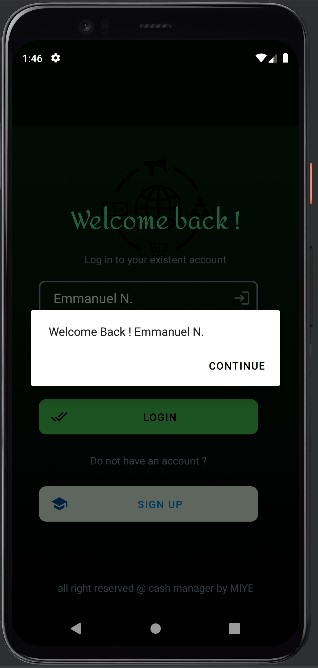 1:46
Welcome back !
Log in to your existent account
Emmanuel N.
Welcome Back ! Emmanuel N.
CONTINUE
LOGIN
Do not have an account ?
SIGN UP
all right reserved @ cash manager by MIYE